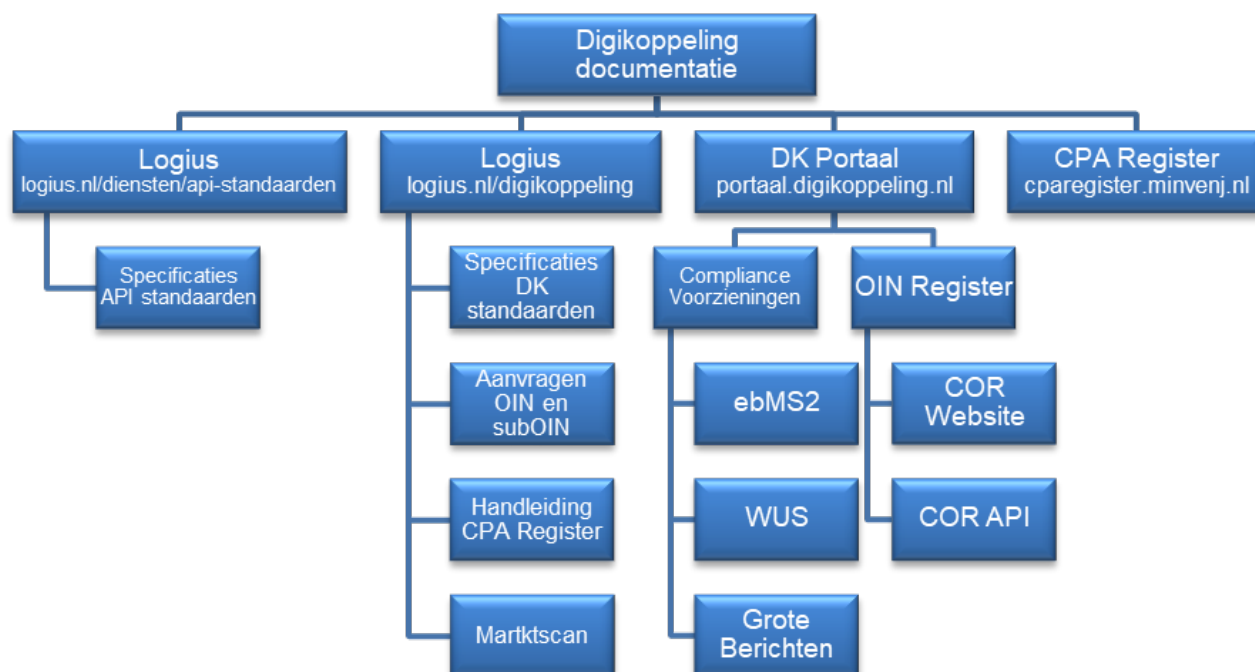 Digikoppeling
documentatie
Logius
logius.nl/diensten/api-standaarden
Logius
logius.nl/digikoppeling
DK Portaal
portaal.digikoppeling.nl
CPA Register
cparegister.minvenj.nl
Specificaties
API standaarden
Specificaties
DK
standaarden
Aanvragen
OIN en
subOIN
Handleiding
CPA Register
Martktscan
Compliance
Voorzieningen
ebMS2
WUS
Grote
Berichten
OIN Register
COR
Website
COR API